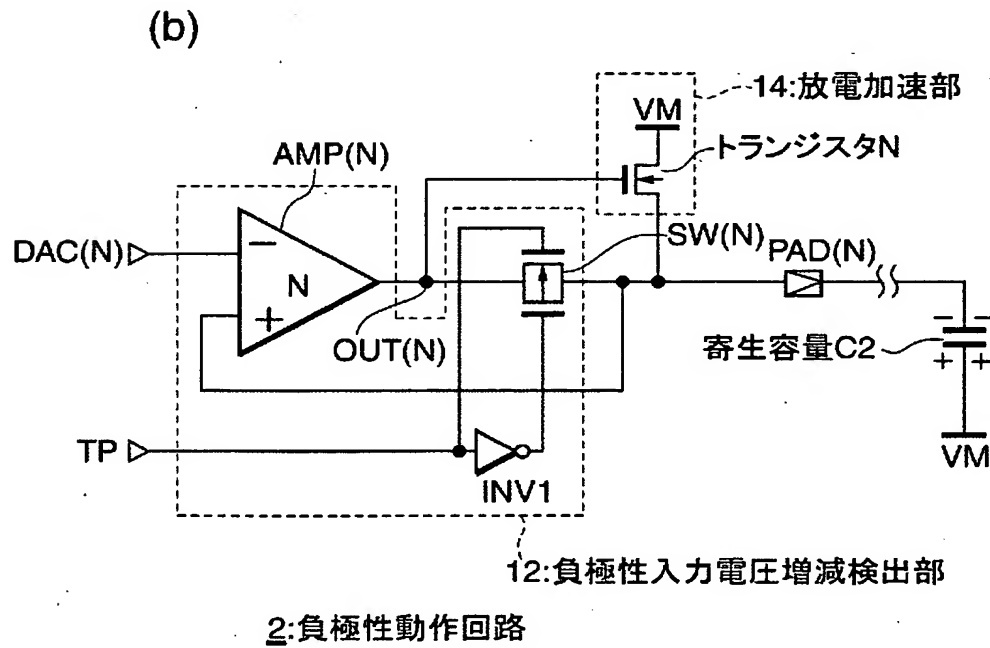 (b)
14:放電加速部
VM
トランジスタN
AMP(N)
DAC(N)
−
N
+
OUT(N)
SW(N)
PAD(N)
寄生容量C2
− −
+ +
VM
TP
INV1
12:負極性入力電圧増減検出部
2:負極性動作回路